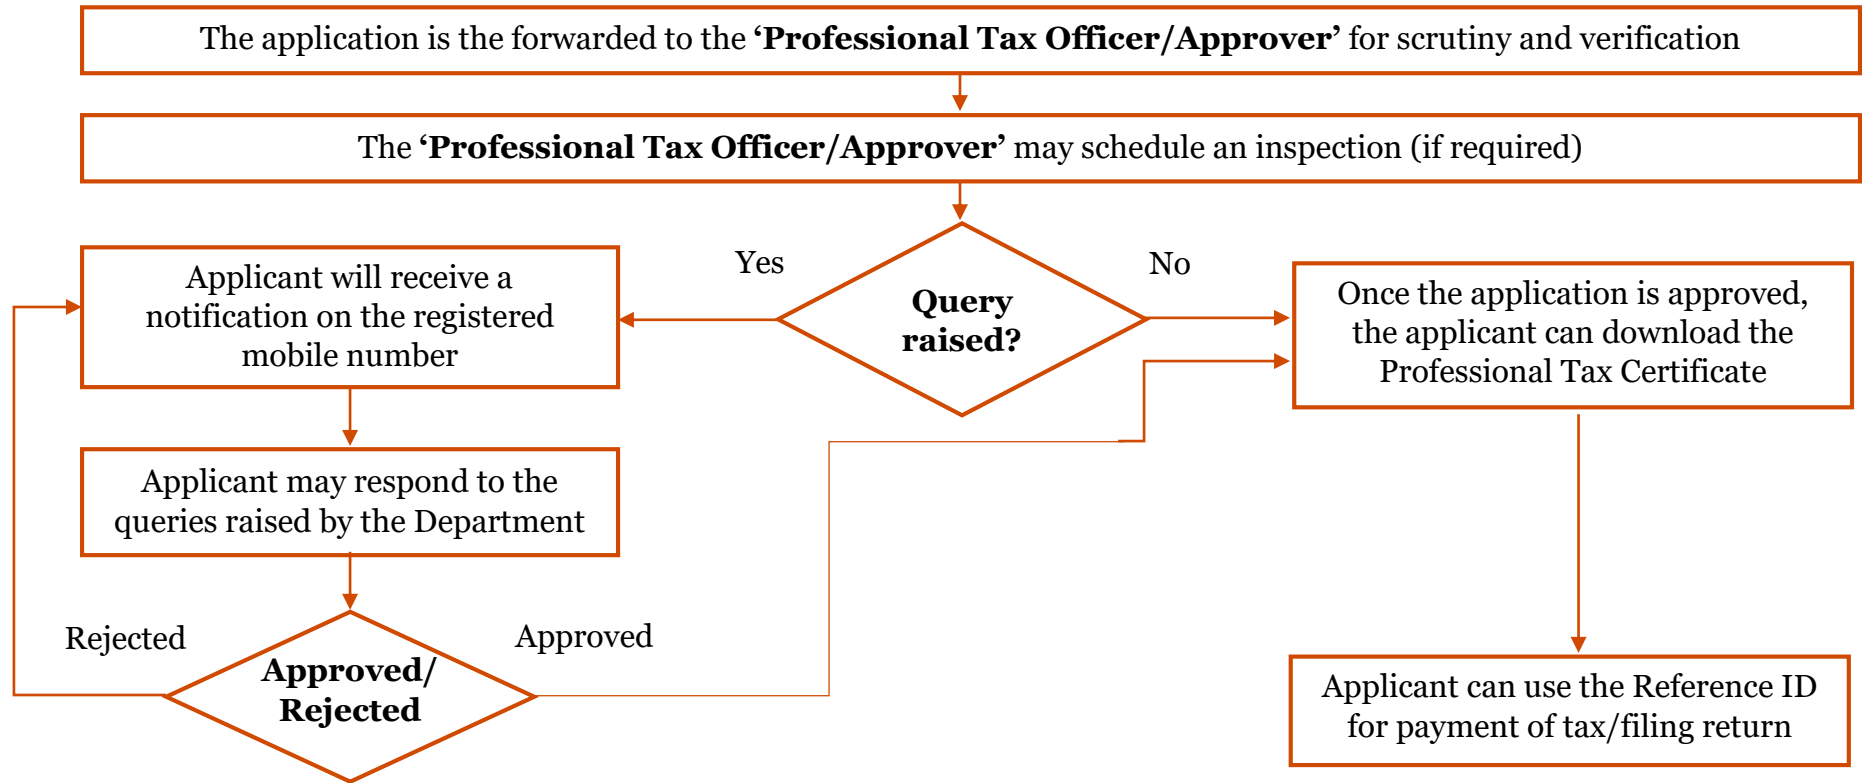 The application is the forwarded to the ‘Professional Tax Officer/Approver’ for scrutiny and verification
The ‘Professional Tax Officer/Approver’ may schedule an inspection (if required)
Yes
No
Query
raised?
Applicant will receive a
notification on the registered
mobile number
Once the application is approved,
the applicant can download the
Professional Tax Certificate
Applicant may respond to the
queries raised by the Department
Rejected
Approved
Approved/
Rejected
Applicant can use the Reference ID
for payment of tax/filing return